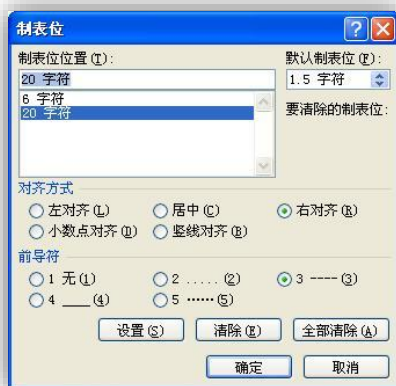 制表位
制表位位置(T): 默认制表位(F):
20 字符 1.5 字符
6 字符 要清除的制表位:
20 字符
对齐方式
左对齐(L) 居中(C) 右对齐(R)
小数点对齐(D) 竖线对齐(B)
前导符
1 无(1) 2 .....(2) 3 ----(3)
4 ___(4) 5 ······(5)
设置(S) 清除(E) 全部清除(A)
确定 取消